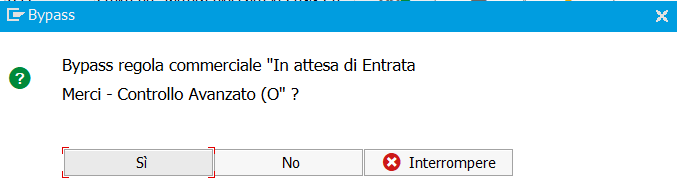 Bypass
Bypass regola commerciale "In attesa di Entrata
Merci - Controllo Avanzato (O" ?
Sì
No
Interrompere